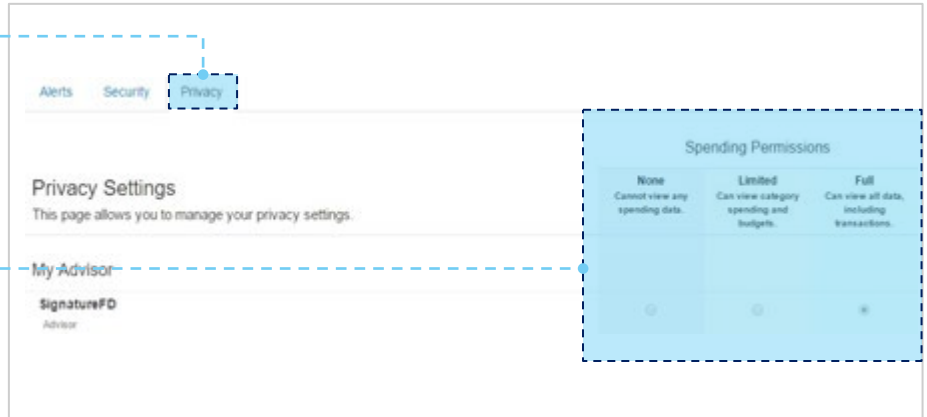 Alerts Security Privacy
Spending Permissions
Privacy Settings
This page allows you to manage your privacy settings.
None
Cannot view any
spending data.
Limited
Can view category
spending and
budgets.
Full
Can view all data,
including
transactions.
My Advisor
SignatureFD
Advisor